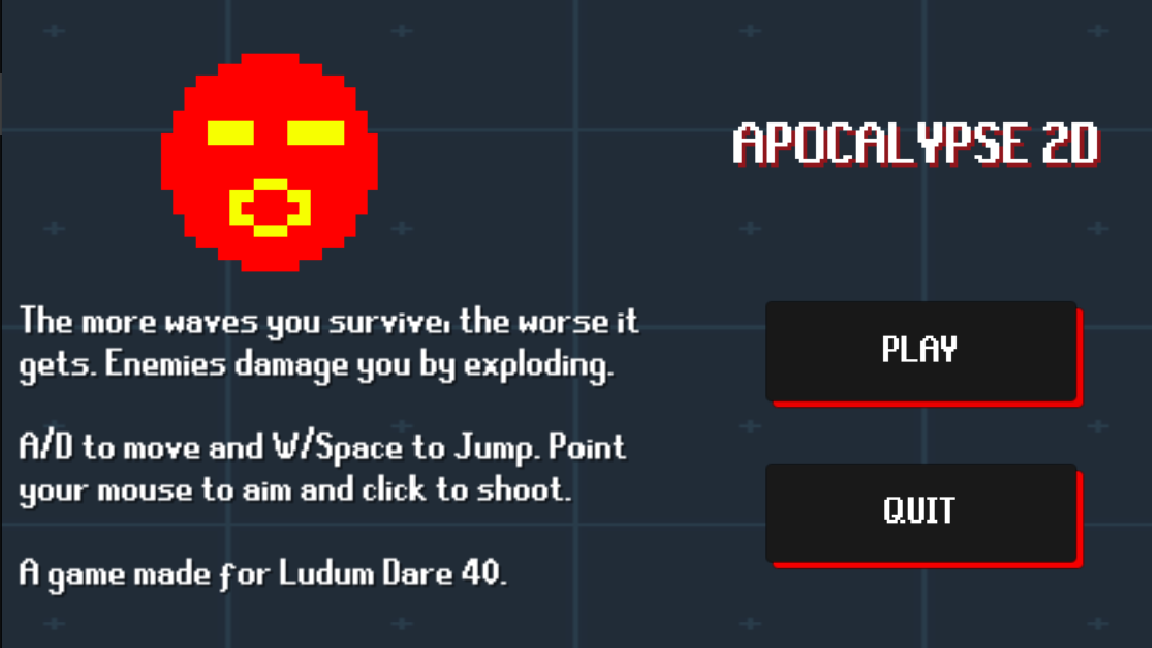 APOCALYPSE 2D
The more waves you survive, the worse it
gets. Enemies damage you by exploding.
A/D to move and W/Space to Jump. Point
your mouse to aim and click to shoot.
A game made for Ludum Dare 40.
PLAY
QUIT